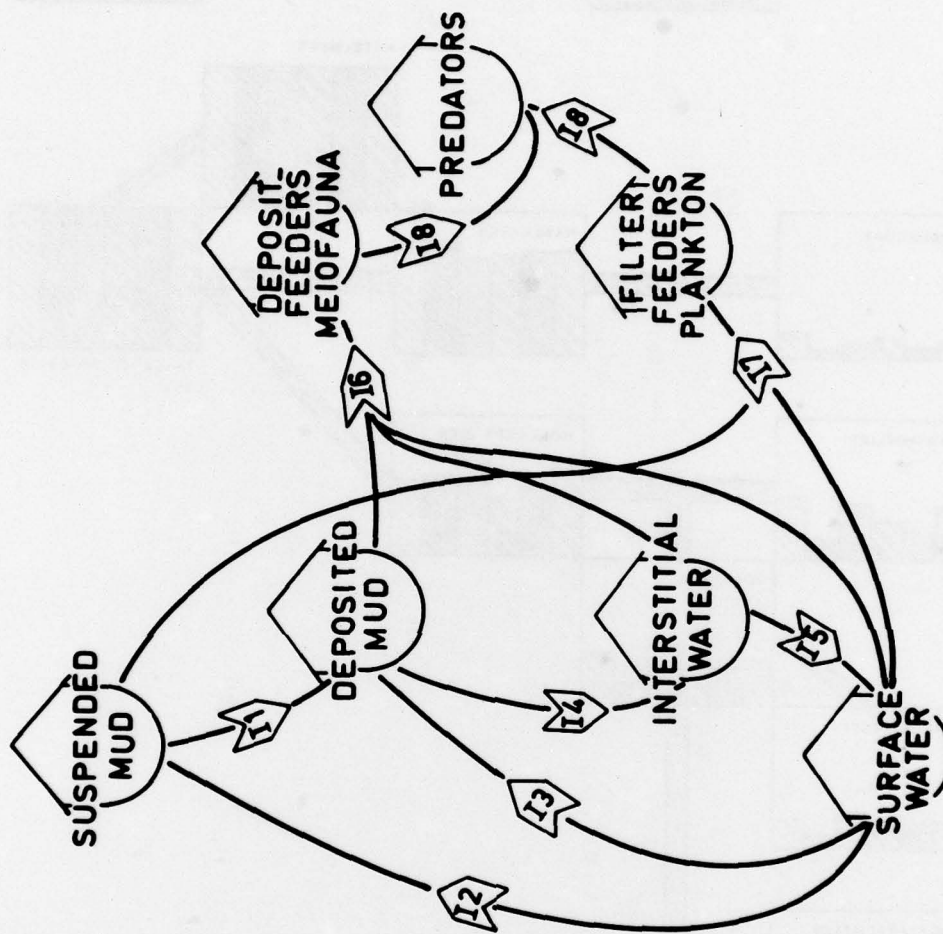 SUSPENDED
MUD
I1
I2
DEPOSITED
MUD
I3
I4
INTERSTITIAL
WATER
I5
SURFACE
WATER
I6
I7
DEPOSIT_
FEEDERS
MEIOFAUNA
FILTER
FEEDERS
PLANKTON
I8
I8
PREDATORS